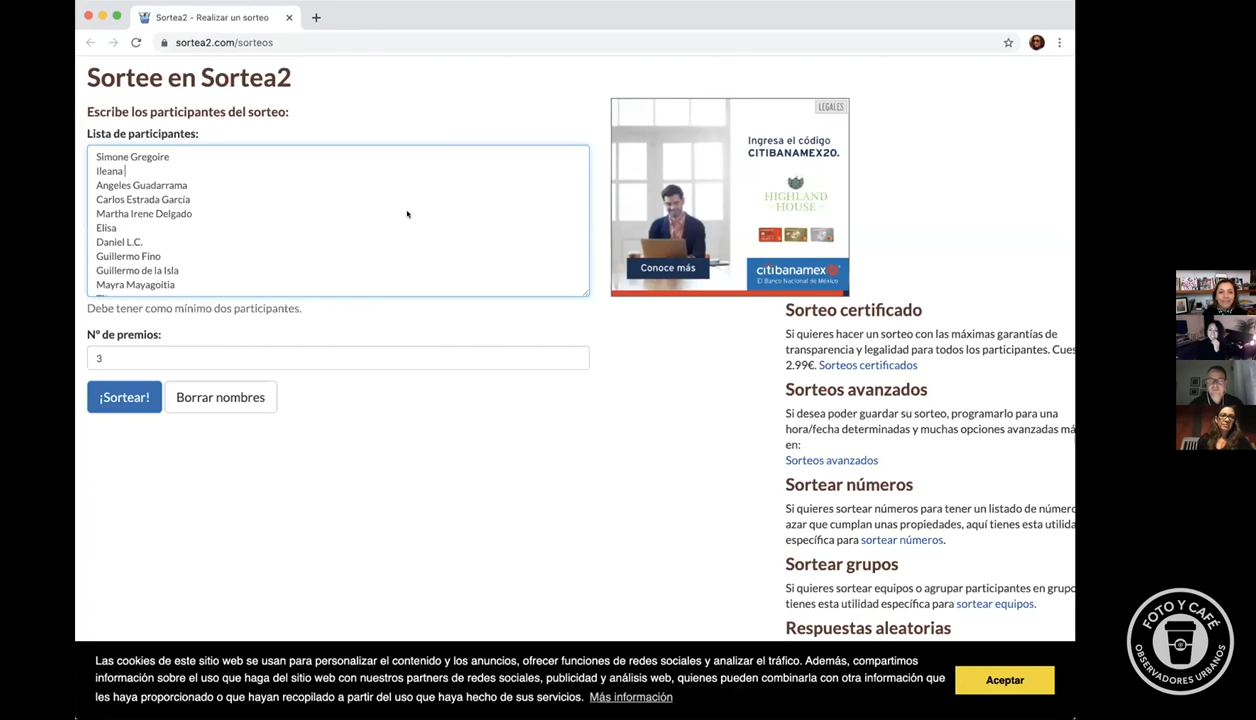 Sortea2 - Realizar un sorteo
sortea2.com/sorteos
Sortee en Sortea2
Escribe los participantes del sorteo:
Lista de participantes:
Simone Gregoire
Ileana
Angeles Guadarrama
Carlos Estrada García
Martha Irene Delgado
Elisa
Daniel L.C.
Guillermo Fino
Guillermo de la Isla
Mayra Mayagoitia
Debe tener como mínimo dos participantes.
Nº de premios:
3
¡Sortear!
Borrar nombres
LEGALES
Ingresa el código
CITIBANAMEX20.
HIGHLAND
HOUSE
Conoce más
citibanamex
El Banco Nacional de México
Sorteo certificado
Si quieres hacer un sorteo con las máximas garantías de
transparencia y legalidad para todos los participantes. Cues
2.99€. Sorteos certificados
Sorteos avanzados
Si desea poder guardar su sorteo, programarlo para una
hora/fecha determinadas y muchas opciones avanzadas má
en:
Sorteos avanzados
Sortear números
Si quieres sortear números para tener un listado de número
azar que cumplan unas propiedades, aquí tienes esta utilida
específica para sortear números.
Sortear grupos
Si quieres sortear equipos o agrupar participantes en grupo
tienes esta utilidad específica para sortear equipos.
Respuestas aleatorias
Las cookies de este sitio web se usan para personalizar el contenido y los anuncios, ofrecer funciones de redes sociales y analizar el tráfico. Además, compartimos
información sobre el uso que haga del sitio web con nuestros partners de redes sociales, publicidad y análisis web, quienes pueden combinarla con otra información que
les haya proporcionado o que hayan recopilado a partir del uso que haya hecho de sus servicios. Más información
Aceptar
FOTO Y CAFÉ
OBSERVADORES URBANOS